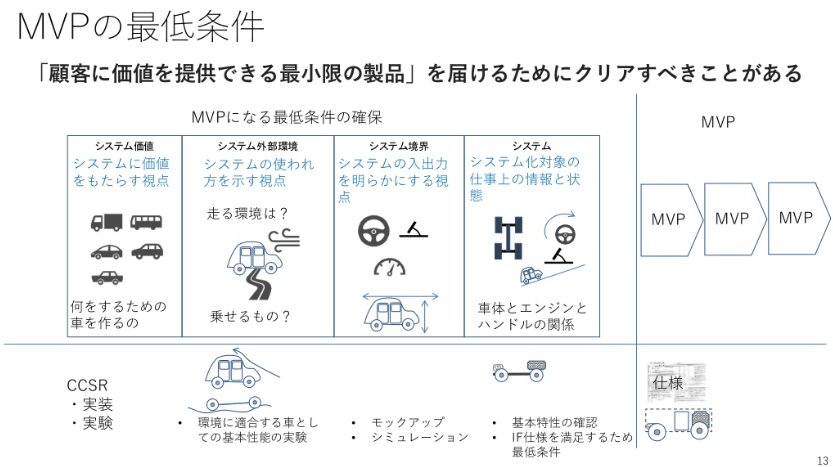 MVPの最低条件
「顧客に価値を提供できる最小限の製品」を届けるためにクリアすべきことがある
MVPになる最低条件の確保
システム価値
システムに価値
をもたらす視点
何をするための
車を作るの
システム外部環境
システムの使われ
方を示す視点
走る環境は？
乗せるもの？
システム境界
システムの入出力
を明らかにする視
点
システム
システム化対象の
仕事上の情報と状
態
車体とエンジンと
ハンドルの関係
MVP
MVP
MVP
MVP
CCSR
・実装
・実験
• 環境に適合する車とし
ての基本性能の実験
• モックアップ
• シミュレーション
• 基本特性の確認
• IF仕様を満足するため
最低条件
仕様
13